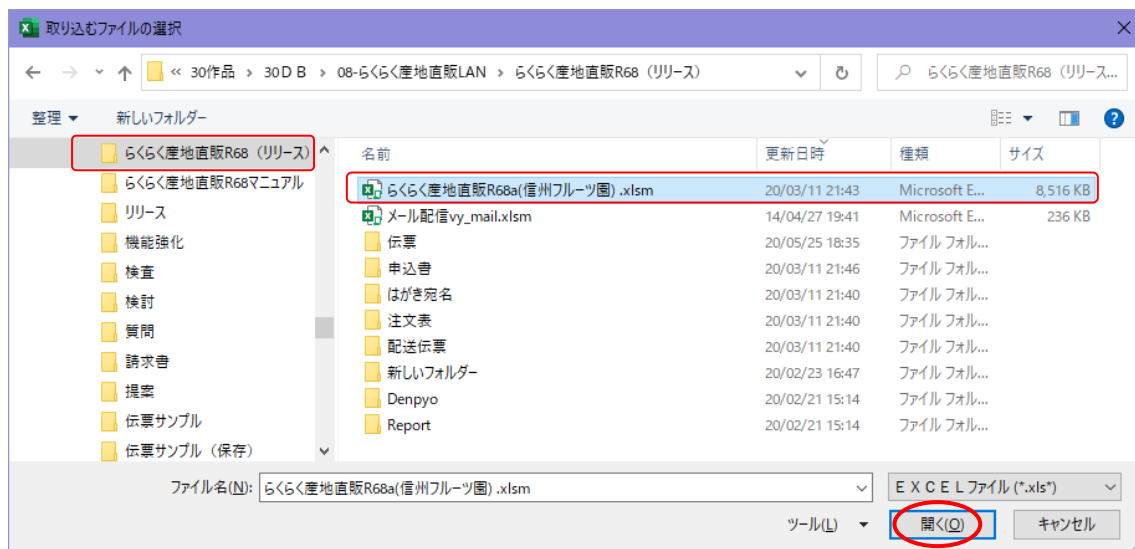 取り込むファイルの選択
« 30作品 › 30ＤＢ › 08-らくらく産地直販LAN › らくらく産地直販R68（リリース）
らくらく産地直販R68（リリース...
整理 新しいフォルダー
らくらく産地直販R68（リリース）
らくらく産地直販R68マニュアル
リリース
機能強化
検査
検討
質問
請求書
提案
伝票サンプル
伝票サンプル（保存）
名前 更新日時 種類 サイズ
らくらく産地直販R68a(信州フルーツ園) .xlsm 20/03/11 21:43 Microsoft E... 8,516 KB
メール配信vy_mail.xlsm 14/04/27 19:41 Microsoft E... 236 KB
伝票 20/05/25 18:35 ファイル フォル...
申込書 20/03/11 21:46 ファイル フォル...
はがき宛名 20/03/11 21:40 ファイル フォル...
注文表 20/03/11 21:40 ファイル フォル...
配送伝票 20/03/11 21:40 ファイル フォル...
新しいフォルダー 20/02/23 16:47 ファイル フォル...
Denpyo 20/02/21 15:14 ファイル フォル...
Report 20/02/21 15:14 ファイル フォル...
ファイル名(N): らくらく産地直販R68a(信州フルーツ園) .xlsm ＥＸＣＥＬファイル (*.xls*)
ツール(L) 開く(O) キャンセル